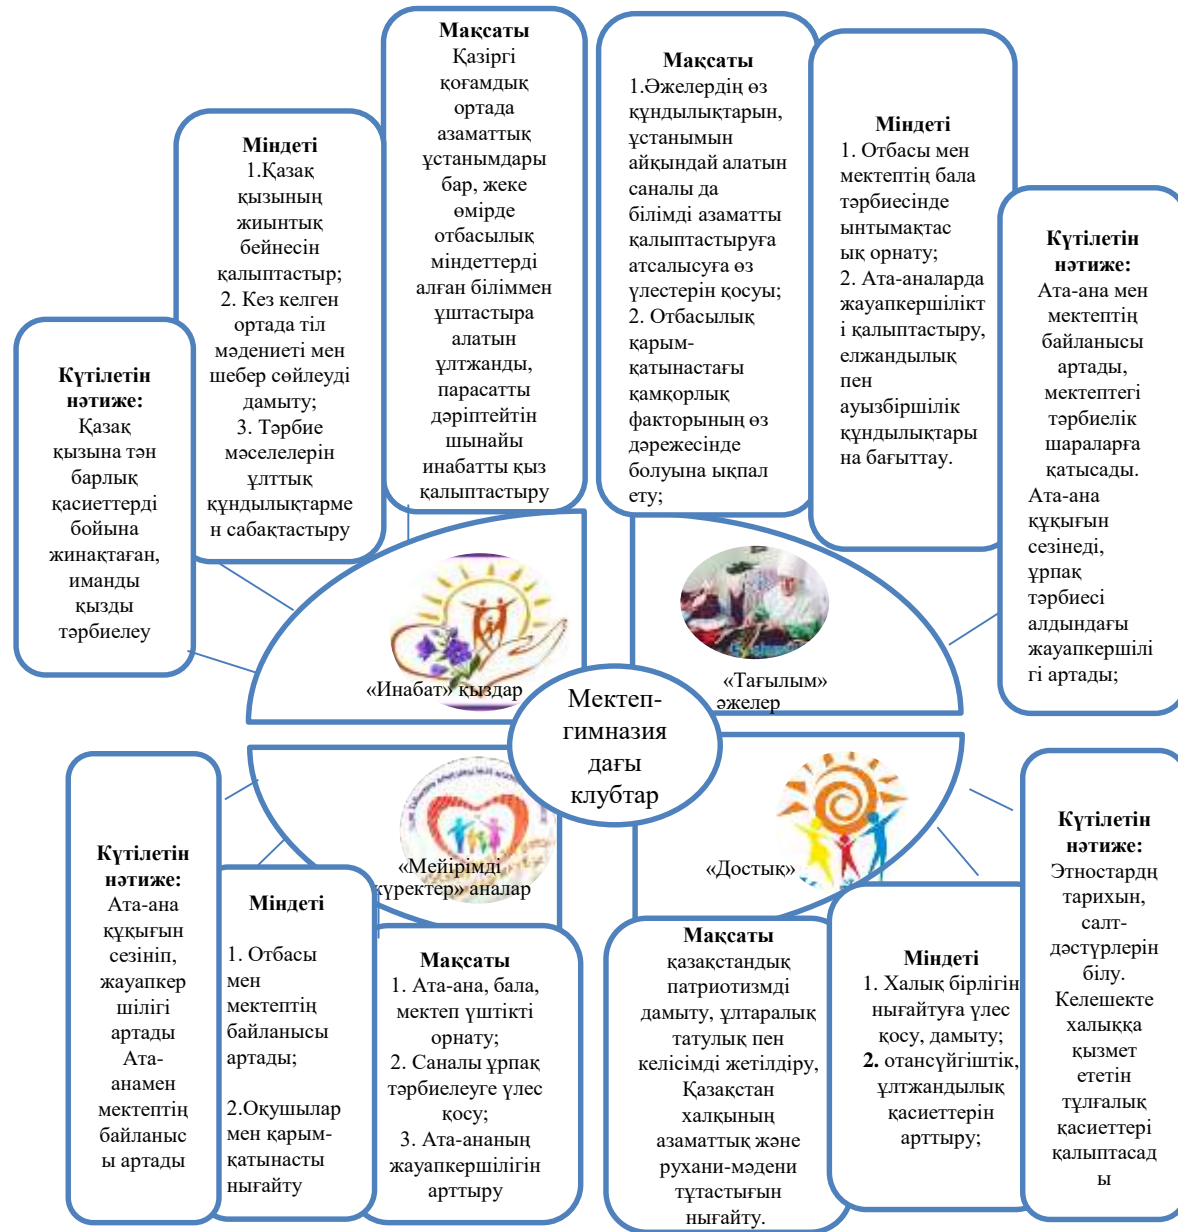 Мақсаты
Қазіргі
қоғамдық
ортада
азаматтық
ұстанымдары
бар, жеке
өмірде
отбасылық
міндеттерді
алған біліммен
ұштастыра
алатын
ұлтжанды,
парасатты
дәріптейтін
шынайы
инабатты қыз
қалыптастыру
Міндеті
1.Қазақ
қызының
жиынтық
бейнесін
қалыптастыр;
2. Кез келген
ортада тіл
мәдениеті мен
шебер сөйлеуді
дамыту;
3. Тәрбие
мәселелерін
ұлттық
құндылықтарме
н сабақтастыру
Күтілетін
нәтиже:
Қазақ
қызына тән
барлық
қасиеттерді
бойына
жинақтаған,
иманды
қызды
тәрбиелеу
Мақсаты
1.Әжелердің өз
құндылықтарын,
ұстанымын
айқындай алатын
саналы да
білімді азаматты
қалыптастыруға
атсалысуға өз
үлестерін қосуы;
2. Отбасылық
қарым-
қатынастағы
қамқорлық
факторының өз
дәрежесінде
болуына ықпал
ету;
Міндеті
1. Отбасы мен
мектептің бала
тәрбиесінде
ынтымақтас
ық орнату;
2. Ата-аналарда
жауапкершілікт
і қалыптастыру,
елжандылық
пен
ауызбіршілік
құндылықтары
на бағыттау.
Күтілетін
нәтиже:
Ата-ана мен
мектептің
байланысы
артады,
мектептегі
тәрбиелік
шараларға
қатысады.
Ата-ана
құқығын
сезінеді,
ұрпақ
тәрбиесі
алдындағы
жауапкершілі
гі артады;
«Инабат» қыздар
«Тағылым»
әжелер
Мектеп-
гимназия
дағы
клубтар
«Мейірімді
жүректер» аналар
«Достық»
Күтілетін
нәтиже:
Ата-ана
құқығын
сезініп,
жауапкер
шілігі
артады
Ата-
анамен
мектептің
байланыс
ы артады
Міндеті
1. Отбасы
мен
мектептің
байланысы
артады;
2.Оқушылар
мен қарым-
қатынасты
нығайту
Мақсаты
1. Ата-ана, бала,
мектеп үштікті
орнату;
2. Саналы ұрпақ
тәрбиелеуге үлес
қосу;
3. Ата-ананың
жауапкершілігін
арттыру
Мақсаты
қазақстандық
патриотизмді
дамыту, ұлтаралық
татулық пен
келісімді жетілдіру,
Қазақстан
халқының
азаматтық және
рухани-мәдени
тұтастығын
нығайту.
Міндеті
1. Халық бірлігін
нығайтуға үлес
қосу, дамыту;
2. отансүйгіштік,
ұлтжандылық
қасиеттерін
арттыру;
Күтілетін
нәтиже:
Этностардң
тарихын,
салт-
дәстүрлерін
білу.
Келешекте
халыққа
қызмет
ететін
тұлғалық
қасиеттері
қалыптасад
ы